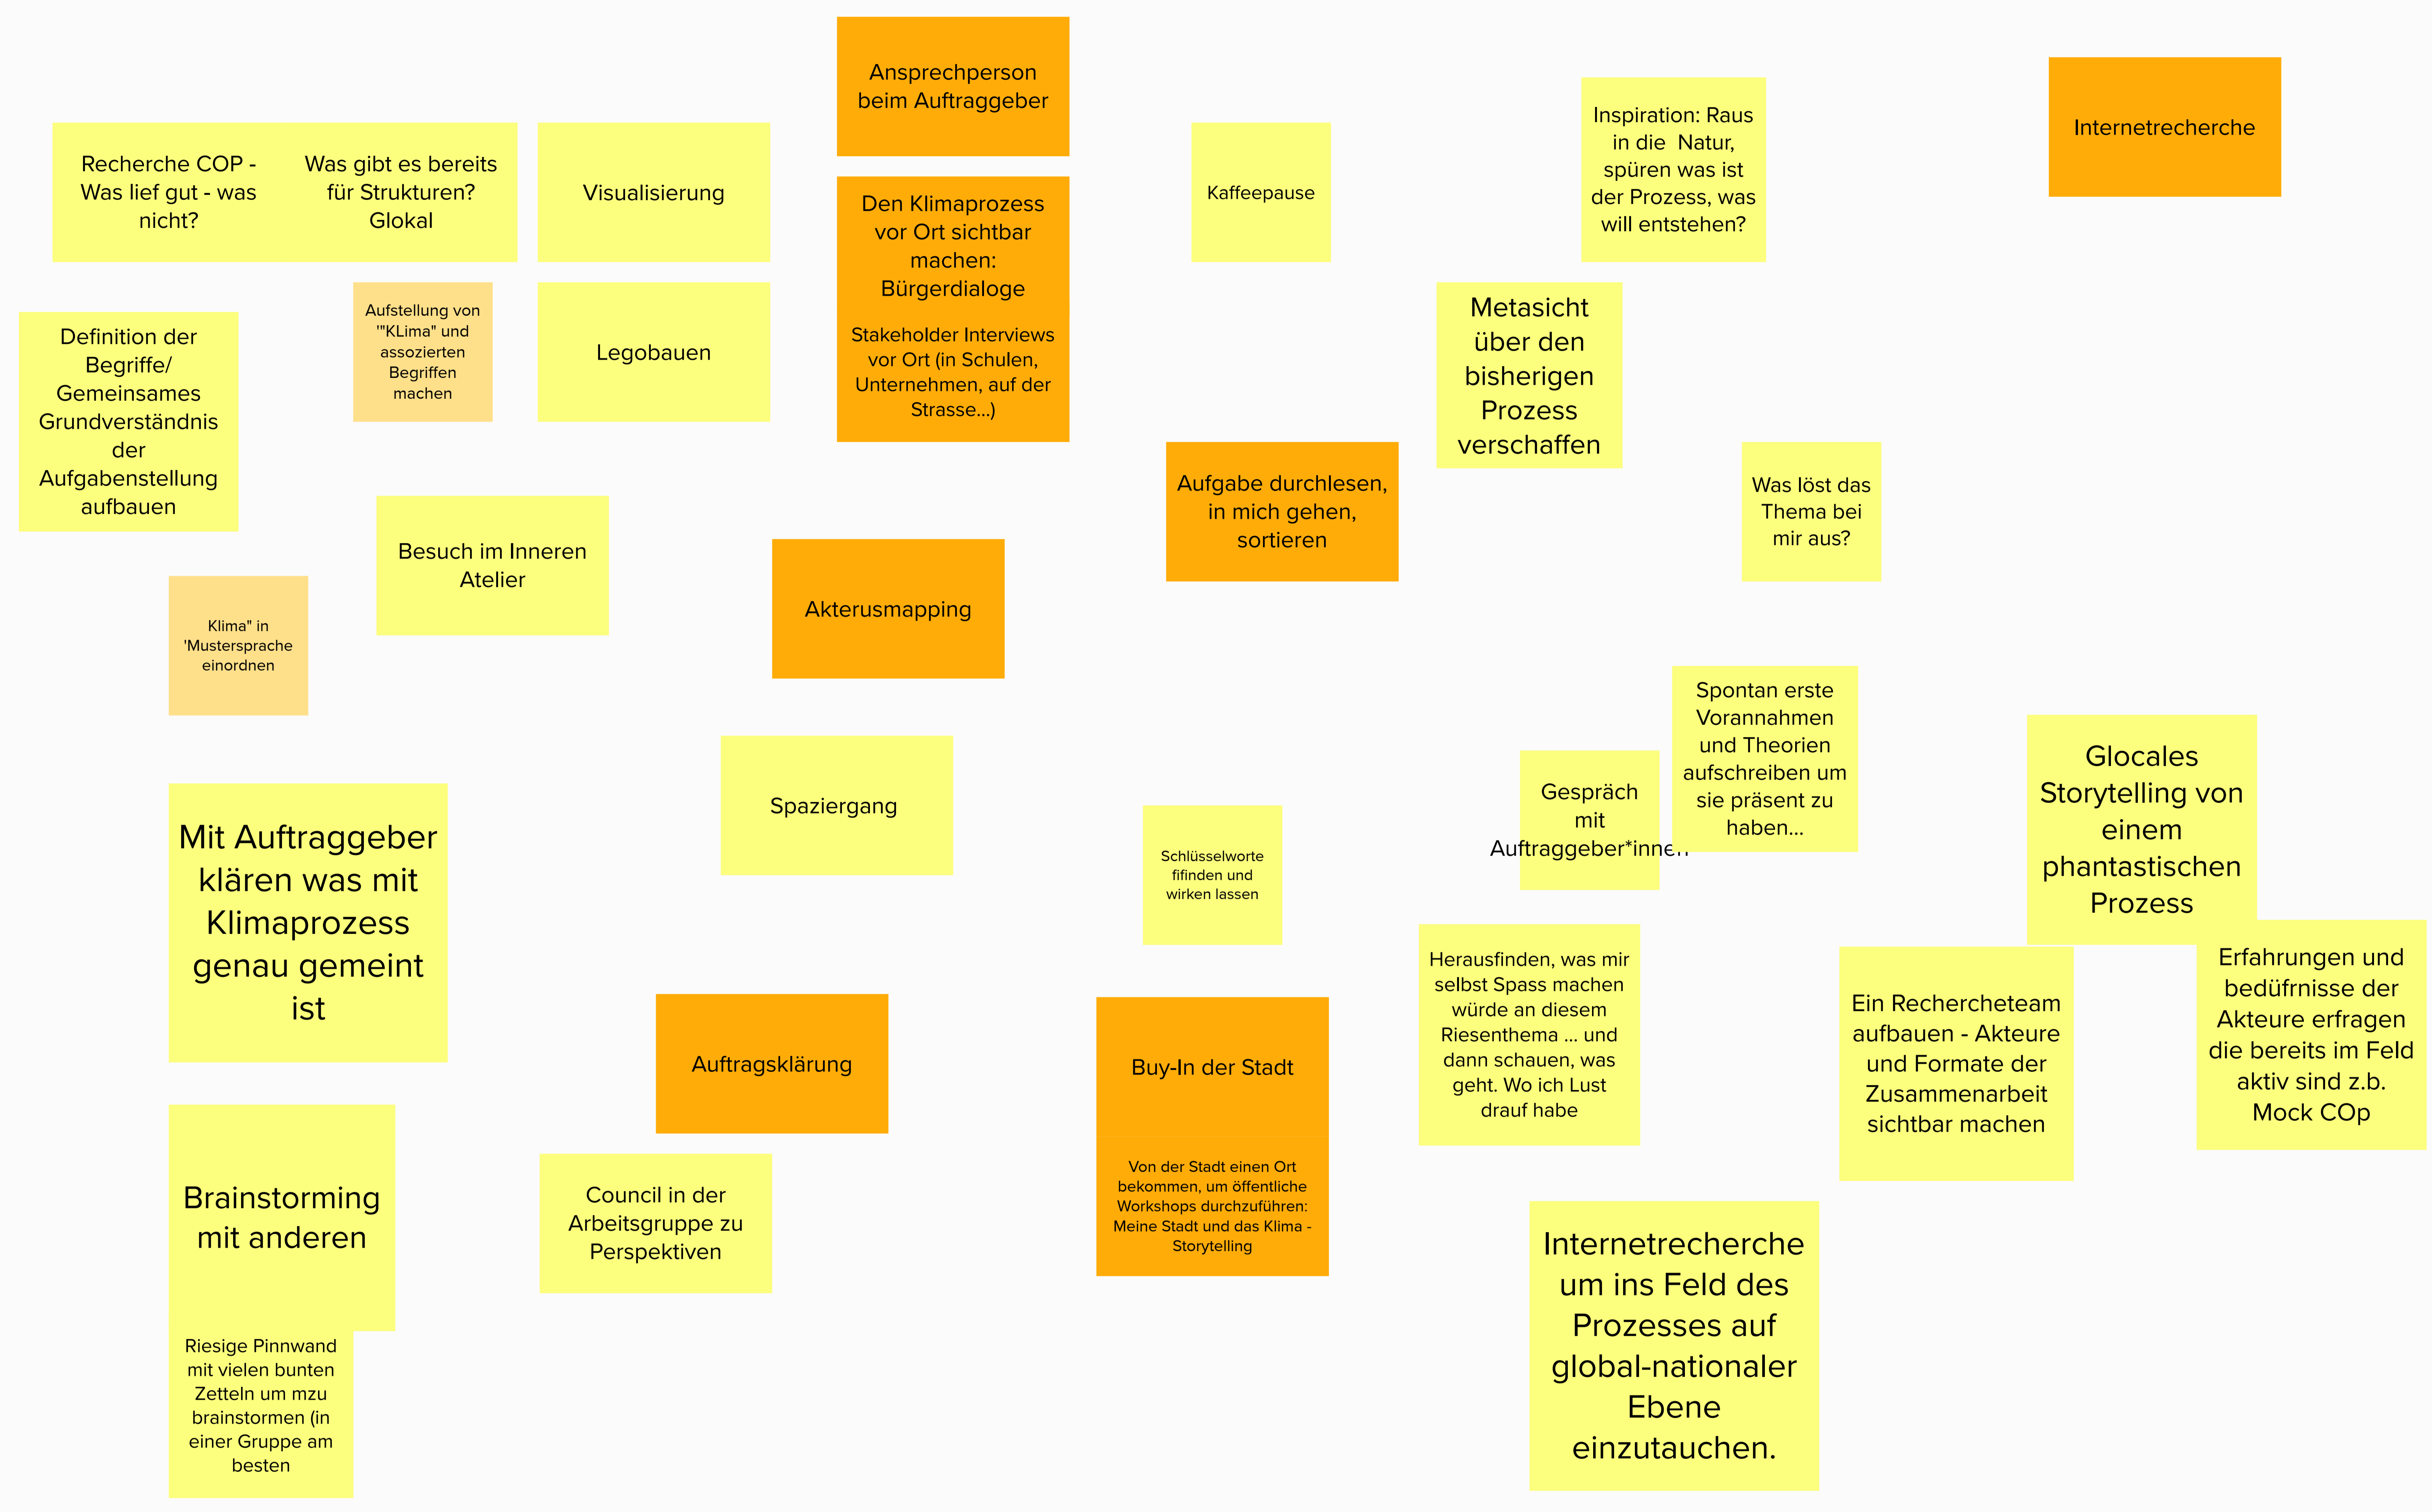 Ansprechperson
beim Auftraggeber
Internetrecherche
Inspiration: Raus
in die  Natur,
spüren was ist
der Prozess, was
will entstehen?
Recherche COP -
Was lief gut - was
nicht?
Was gibt es bereits
für Strukturen?
Glokal
Visualisierung
Kaffeepause
Den Klimaprozess
vor Ort sichtbar
machen:
Bürgerdialoge
Stakeholder Interviews
vor Ort (in Schulen,
Unternehmen, auf der
Strasse...)
Definition der
Begriffe/
Gemeinsames
Grundverständnis
der
Aufgabenstellung
aufbauen
Aufstellung von
'"KLima" und
assozierten
Begriffen
machen
Legobauen
Metasicht
über den
bisherigen
Prozess
verschaffen
Aufgabe durchlesen,
in mich gehen,
sortieren
Was löst das
Thema bei
mir aus?
Besuch im Inneren
Atelier
Akterusmapping
Klima" in
'Mustersprache
einordnen
Spontan erste
Vorannahmen
und Theorien
aufschreiben um
sie präsent zu
haben...
Glocales
Storytelling von
einem
phantastischen
Prozess
Spaziergang
Gespräch
mit
Auftraggeber*innen
Mit Auftraggeber
klären was mit
Klimaprozess
genau gemeint
ist
Schlüsselworte
fifinden und
wirken lassen
Herausfinden, was mir
selbst Spass machen
würde an diesem
Riesenthema ... und
dann schauen, was
geht. Wo ich Lust
drauf habe
Ein Rechercheteam
aufbauen - Akteure
und Formate der
Zusammenarbeit
sichtbar machen
Erfahrungen und
bedüfrnisse der
Akteure erfragen
die bereits im Feld
aktiv sind z.b.
Mock COp
Auftragsklärung
Buy-In der Stadt
Von der Stadt einen Ort
bekommen, um öffentliche
Workshops durchzuführen:
Meine Stadt und das Klima -
Storytelling
Brainstorming
mit anderen
Council in der
Arbeitsgruppe zu
Perspektiven
Internetrecherche
um ins Feld des
Prozesses auf
global-nationaler
Ebene
einzutauchen.
Riesige Pinnwand
mit vielen bunten
Zetteln um mzu
brainstormen (in
einer Gruppe am
besten